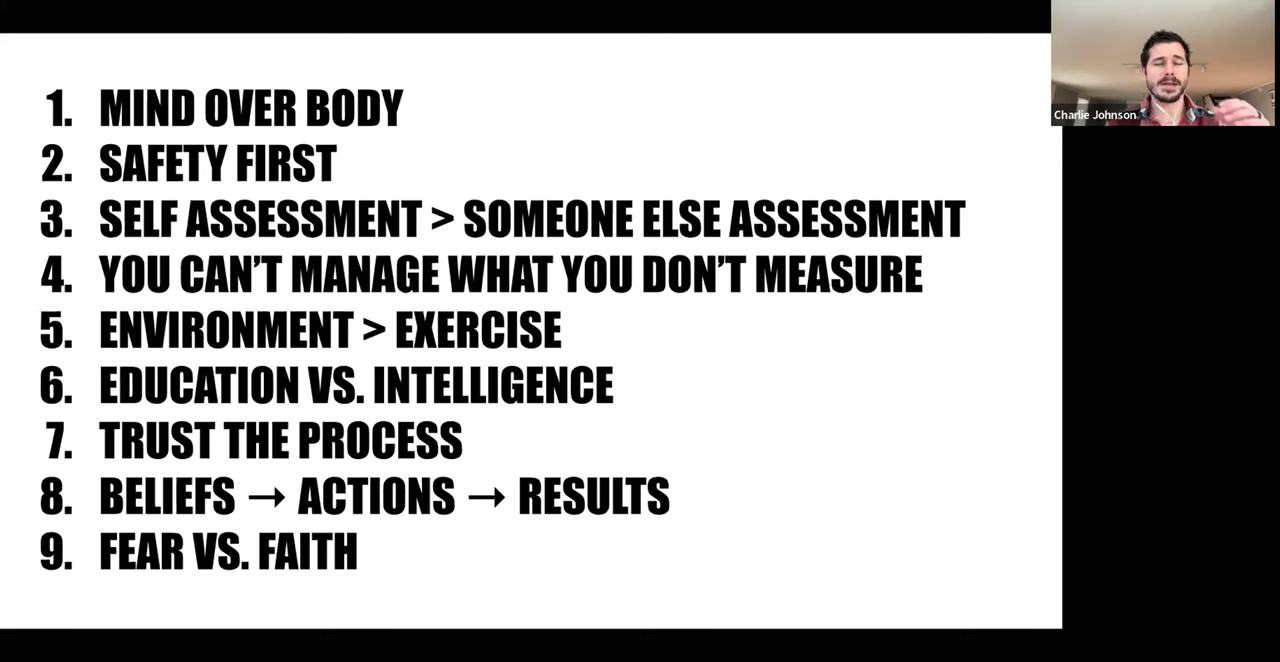 1. MIND OVER BODY
2. SAFETY FIRST
3. SELF ASSESSMENT > SOMEONE ELSE ASSESSMENT
4. YOU CAN'T MANAGE WHAT YOU DON'T MEASURE
5. ENVIRONMENT > EXERCISE
6. EDUCATION VS. INTELLIGENCE
7. TRUST THE PROCESS
8. BELIEFS → ACTIONS → RESULTS
9. FEAR VS. FAITH
Charlie Johnson